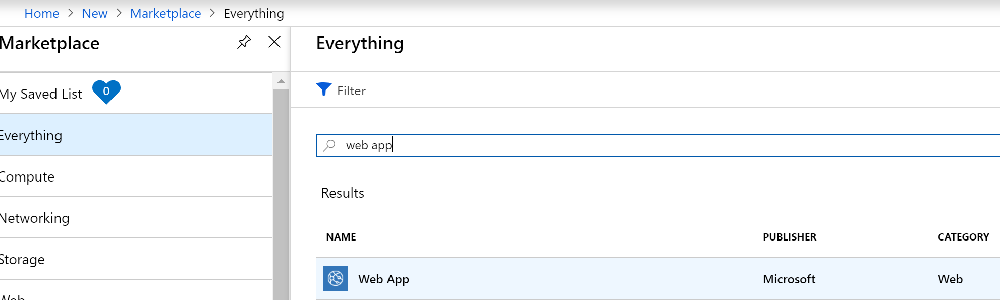 Home > New > Marketplace > Everything
Marketplace
My Saved List 0
Everything
Compute
Networking
Storage
Web
Everything
Filter
web app
Results
NAME PUBLISHER CATEGORY
Web App Microsoft Web